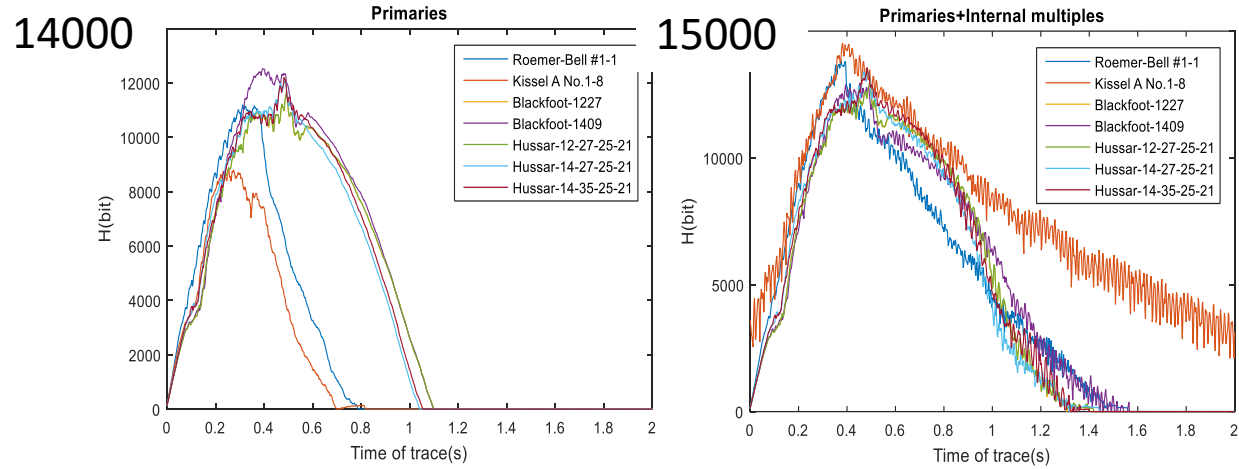 14000
Primaries
12000
10000
8000
6000
4000
2000
0
H(bit)
0 0.2 0.4 0.6 0.8 1 1.2 1.4 1.6 1.8 2
Time of trace(s)
Roemer-Bell #1-1
Kissel A No.1-8
Blackfoot-1227
Blackfoot-1409
Hussar-12-27-25-21
Hussar-14-27-25-21
Hussar-14-35-25-21
15000
Primaries+Internal multiples
10000
5000
0
H(bit)
0 0.2 0.4 0.6 0.8 1 1.2 1.4 1.6 1.8 2
Time of trace(s)
Roemer-Bell #1-1
Kissel A No.1-8
Blackfoot-1227
Blackfoot-1409
Hussar-12-27-25-21
Hussar-14-27-25-21
Hussar-14-35-25-21